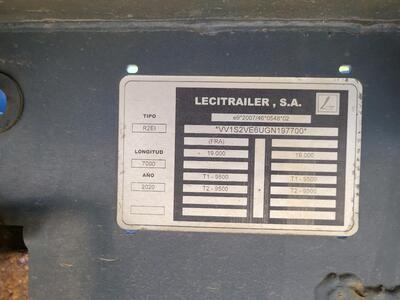 LECITRAILER, S.A.
e9*2007/46*0548*02
TIPO
R2EI
*VV1S2VE6UGN197700*
(FRA)
LONGITUD
7000
19.000 19.000
AÑO
2020
T1 - 9500 T1 - 9500
T2 - 9500 T2 - 9500